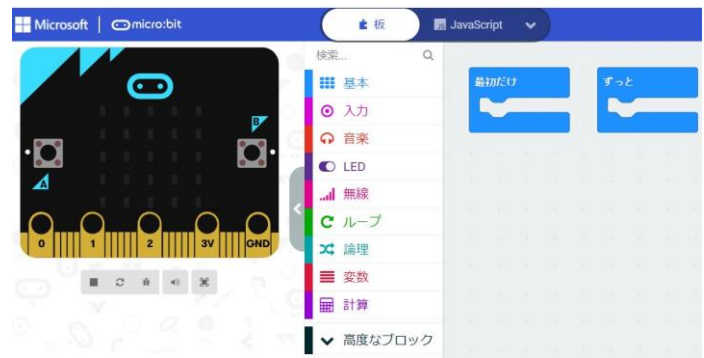 Microsoft micro:bit 板 JavaScript
検索...
基本
入力
音楽
LED
無線
ループ
論理
変数
計算
高度なブロック
最初だけ
ずっと
B
A
0 1 2 3V GND